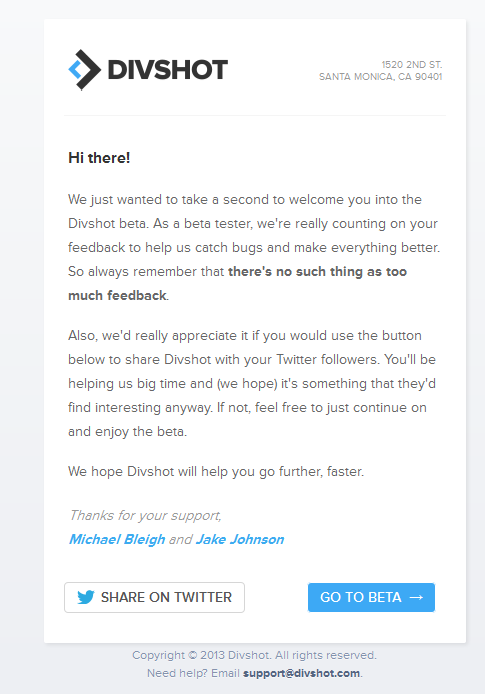 DIVSHOT
1520 2ND ST.
SANTA MONICA, CA 90401
Hi there!
We just wanted to take a second to welcome you into the
Divshot beta. As a beta tester, we're really counting on your
feedback to help us catch bugs and make everything better.
So always remember that there's no such thing as too
much feedback.
Also, we'd really appreciate it if you would use the button
below to share Divshot with your Twitter followers. You'll be
helping us big time and (we hope) it's something that they'd
find interesting anyway. If not, feel free to just continue on
and enjoy the beta.
We hope Divshot will help you go further, faster.
Thanks for your support,
Michael Bleigh and Jake Johnson
SHARE ON TWITTER
GO TO BETA →
Copyright © 2013 Divshot. All rights reserved.
Need help? Email support@divshot.com.